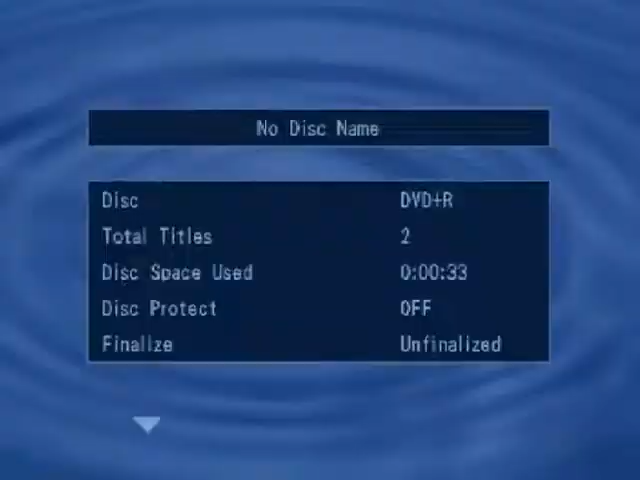 No Disc Name
Disc DVD+R
Total Titles 2
Disc Space Used 0:00:33
Disc Protect OFF
Finalize Unfinalized